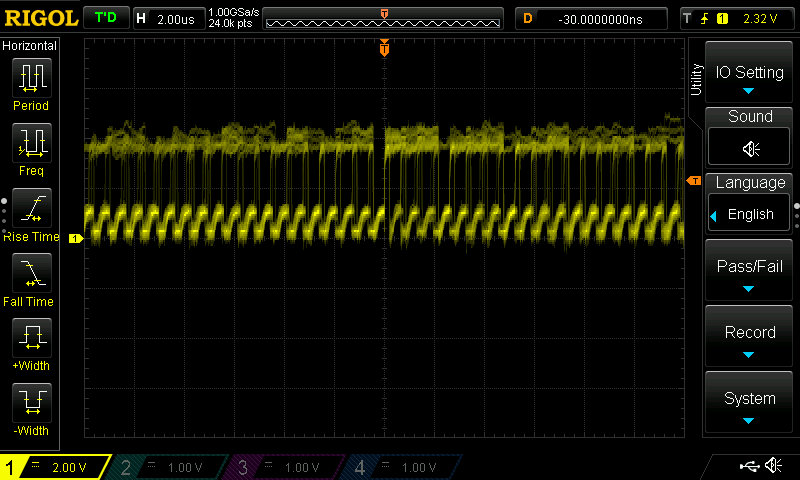 RIGOL T'D H 2.00us 1.00GSa/s 24.0k pts T D -30.0000000ns T 1 2.32 V
Horizontal
Period
Freq
Rise Time
Fall Time
+Width
-Width
T
T
1
Utility
IO Setting
Sound
Language
English
Pass/Fail
Record
System
1 2.00 V 2 1.00 V 3 1.00 V 4 1.00 V